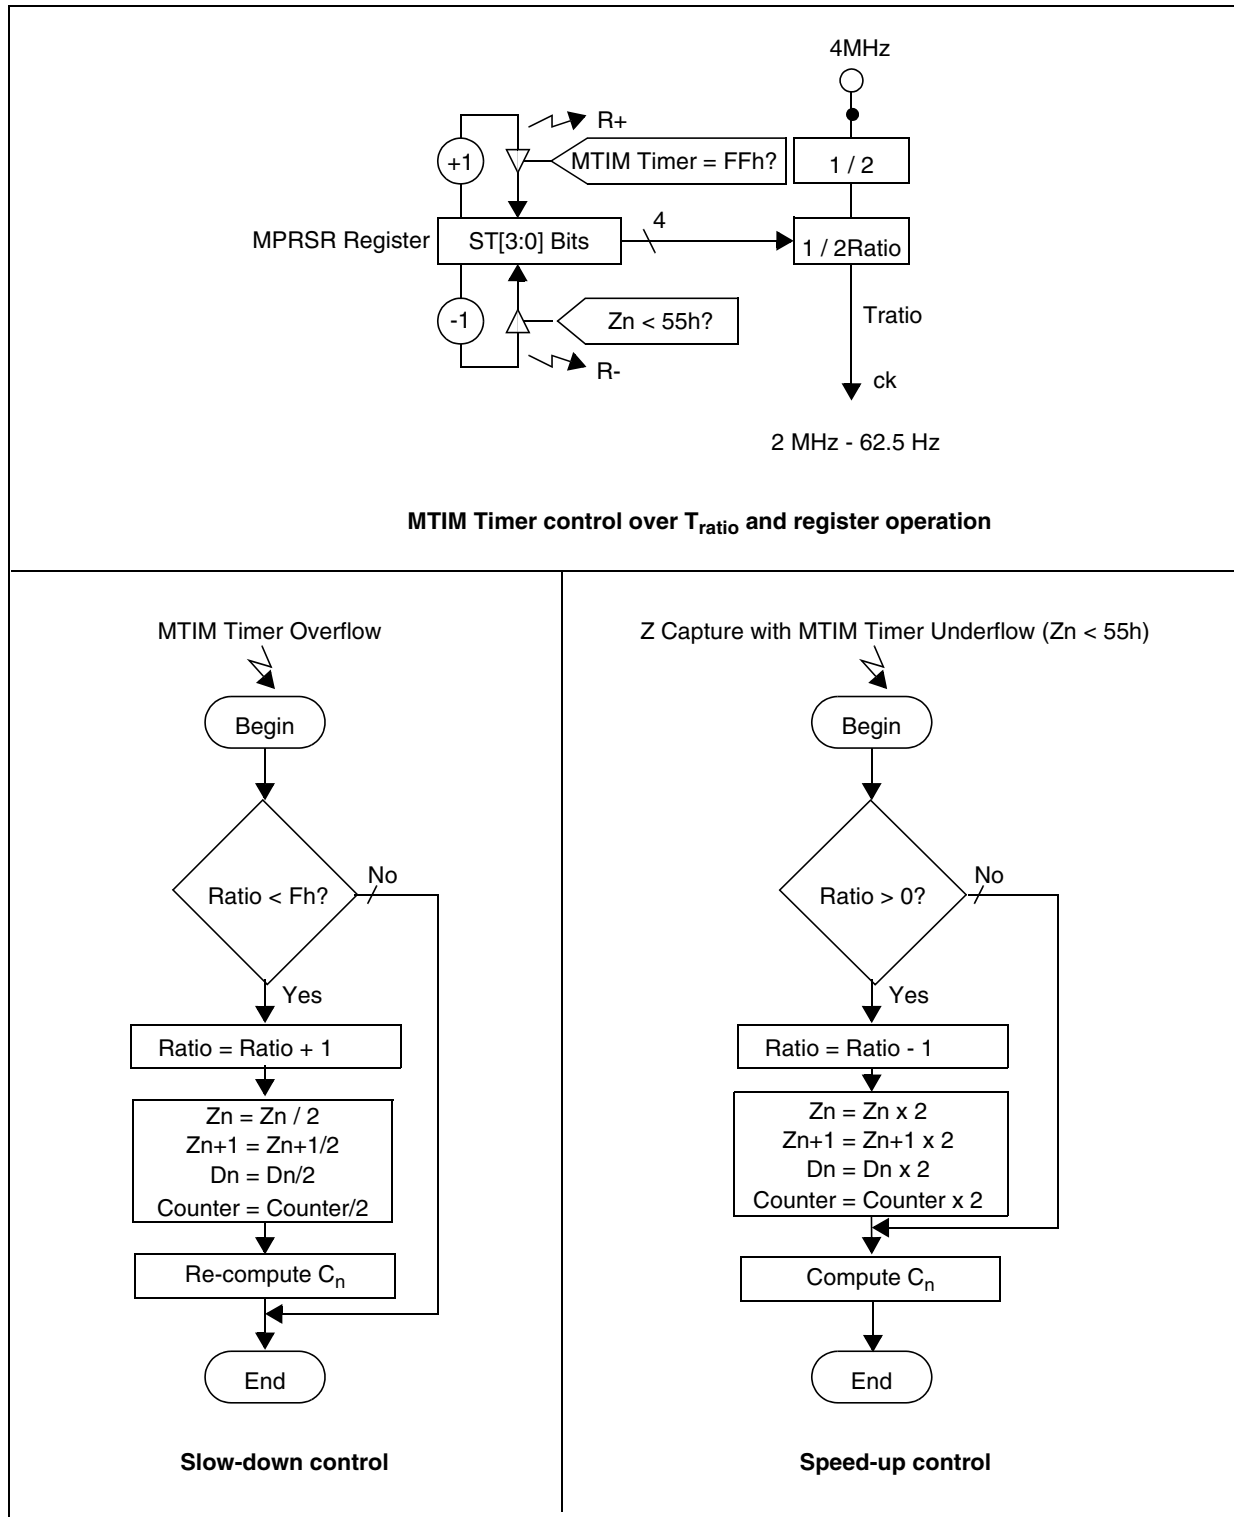 4MHz
R+
+1
MTIM Timer = FFh?
1 / 2
4
MPRSR Register
ST[3:0] Bits
1 / 2Ratio
-1
Zn < 55h?
Tratio
R-
ck
2 MHz - 62.5 Hz
MTIM Timer control over Tratio and register operation
MTIM Timer Overflow
Begin
Ratio < Fh?
No
Yes
Ratio = Ratio + 1
Zn = Zn / 2
Zn+1 = Zn+1/2
Dn = Dn/2
Counter = Counter/2
Re-compute Cn
End
Slow-down control
Z Capture with MTIM Timer Underflow (Zn < 55h)
Begin
Ratio > 0?
No
Yes
Ratio = Ratio - 1
Zn = Zn x 2
Zn+1 = Zn+1 x 2
Dn = Dn x 2
Counter = Counter x 2
Compute Cn
End
Speed-up control